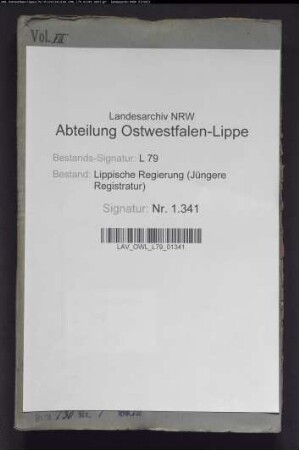 Vol. III
Landesarchiv NRW
Abteilung Ostwestfalen-Lippe
Bestands-Signatur: L 79
Bestand: Lippische Regierung (Jüngere
Registratur)
Signatur: Nr. 1.341
LAV_OWL_L79_01341